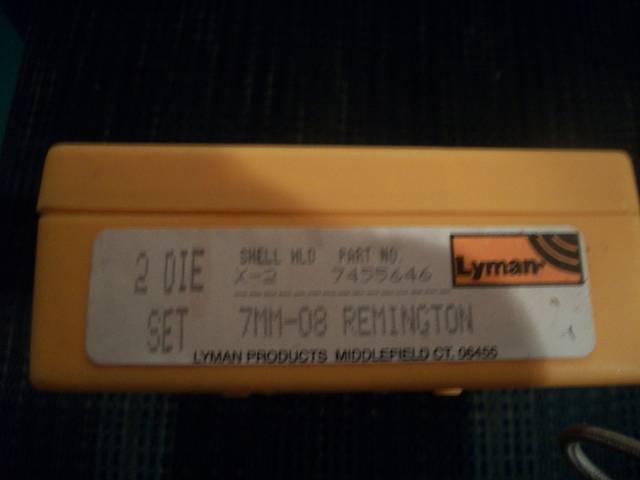 2 DIE SHELL HLD PART NO.
X-2 7455646
Lyman
SET 7MM-08 REMINGTON
LYMAN PRODUCTS MIDDLEFIELD CT. 06455